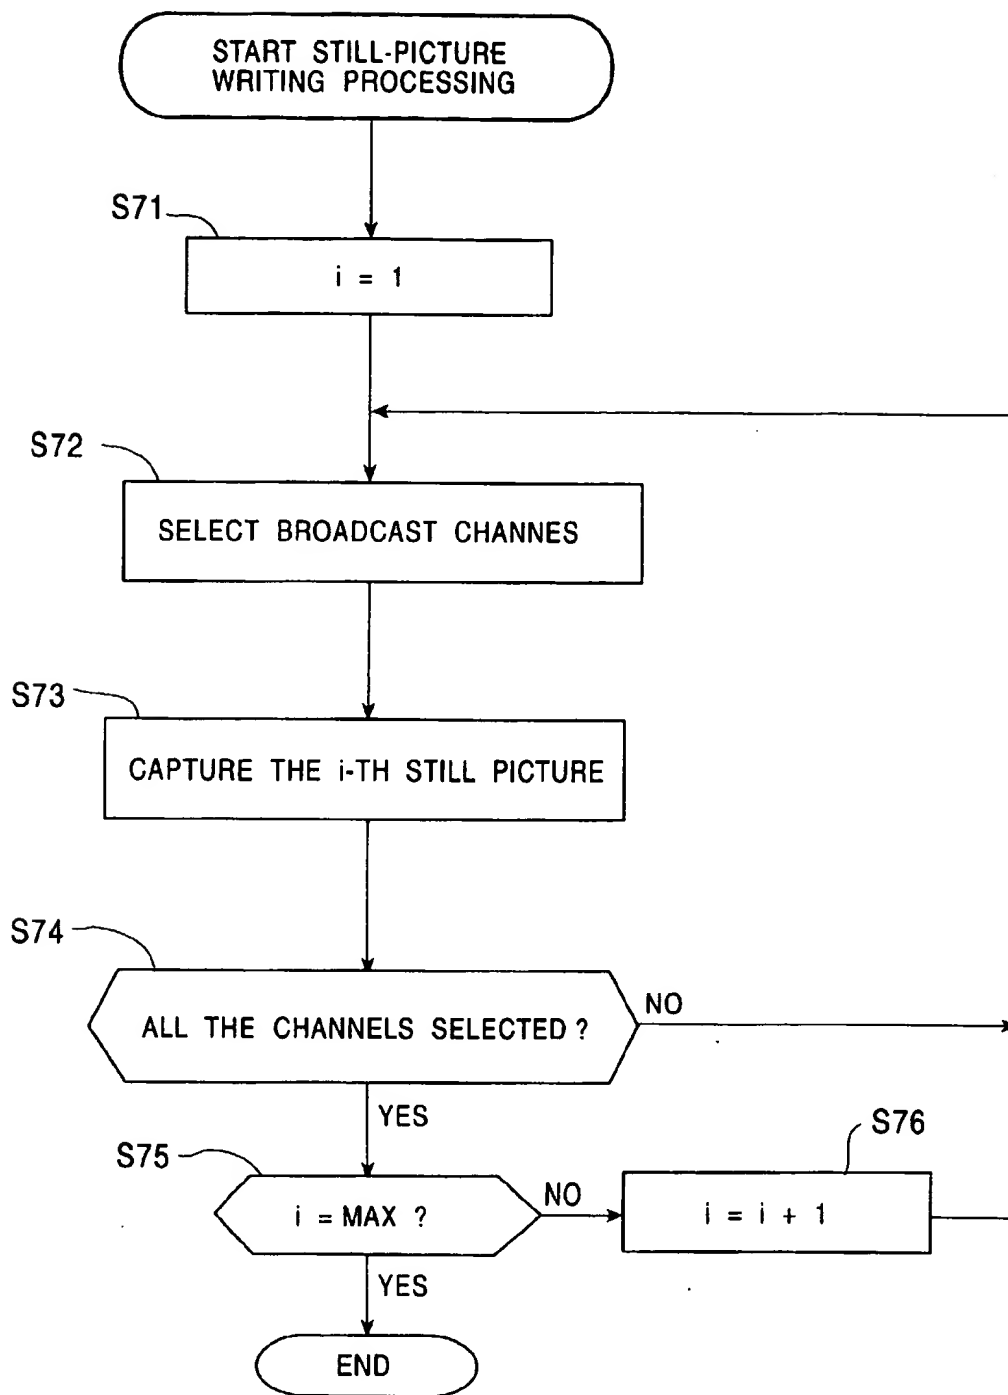 START STILL-PICTURE
WRITING PROCESSING
S71
i = 1
S72
SELECT BROADCAST CHANNES
S73
CAPTURE THE i-TH STILL PICTURE
S74
ALL THE CHANNELS SELECTED ?
NO
YES
S75
S76
i = MAX ?
NO
i = i + 1
YES
END